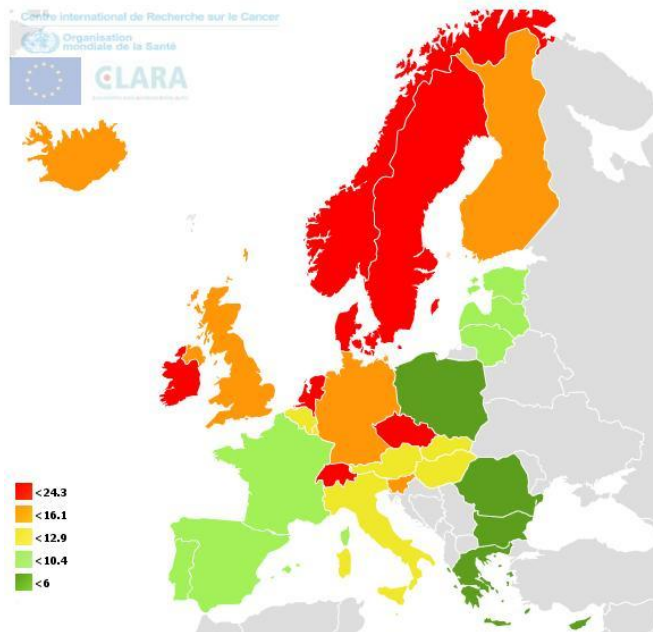 Centre international de Recherche sur le Cancer
Organisation
mondiale de la Santé
CLARA
<24.3
<16.1
<12.9
<10.4
<6